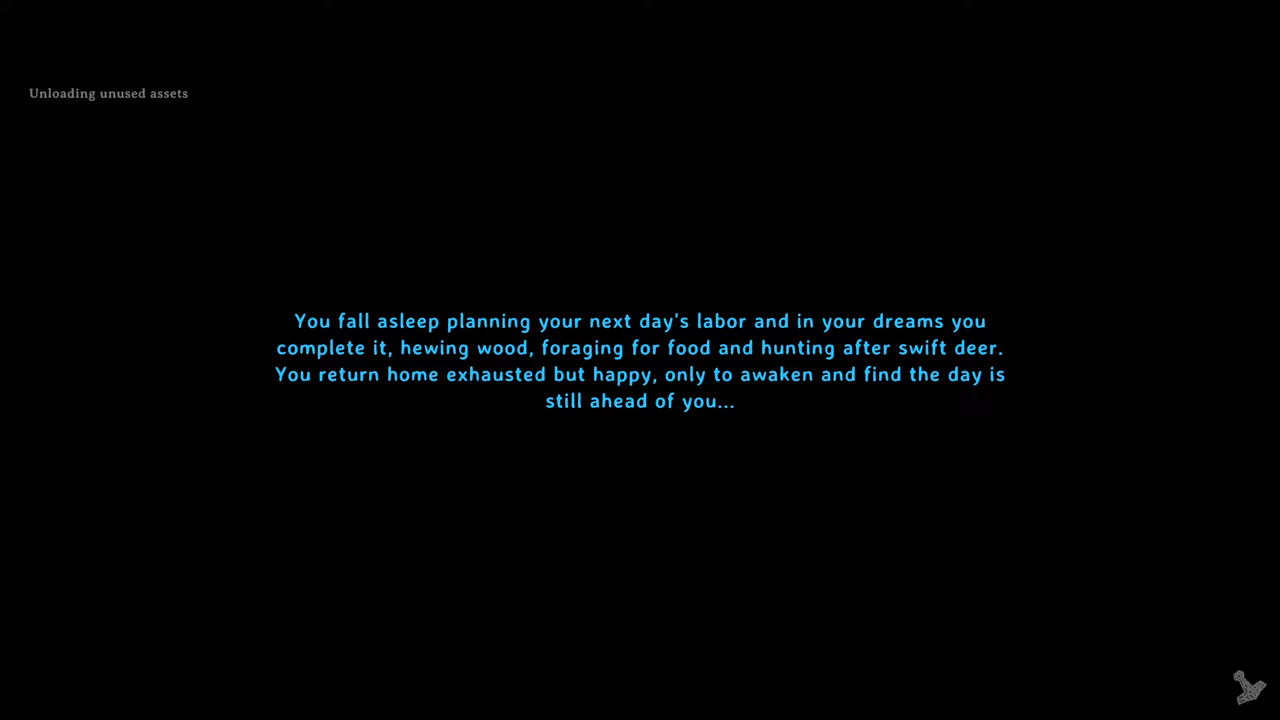 Unloading unused assets
You fall asleep planning your next day's labor and in your dreams you
complete it, hewing wood, foraging for food and hunting after swift deer.
You return home exhausted but happy, only to awaken and find the day is
still ahead of you...